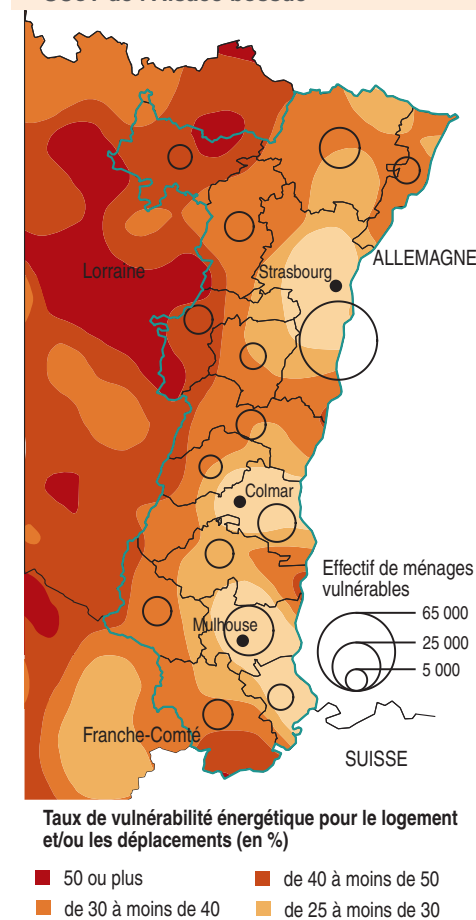 Lorraine
Strasbourg
ALLEMAGNE
Colmar
Effectif de ménages
vulnérables
65 000
25 000
5 000
Mulhouse
Franche-Comté
SUISSE
Taux de vulnérabilité énergétique pour le logement
et/ou les déplacements (en %)
50 ou plus
de 40 à moins de 50
de 30 à moins de 40
de 25 à moins de 30